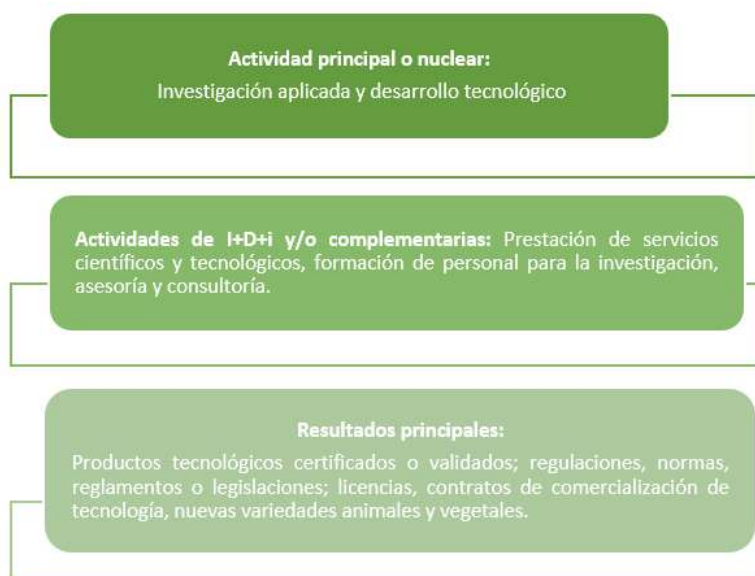 Actividad principal o nuclear:
Investigación aplicada y desarrollo tecnológico
Actividades de I+D+i y/o complementarias: Prestación de servicios
científicos y tecnológicos, formación de personal para la investigación,
asesoría y consultoría.
Resultados principales:
Productos tecnológicos certificados o validados; regulaciones, normas,
reglamentos o legislaciones; licencias, contratos de comercialización de
tecnología, nuevas variedades animales y vegetales.